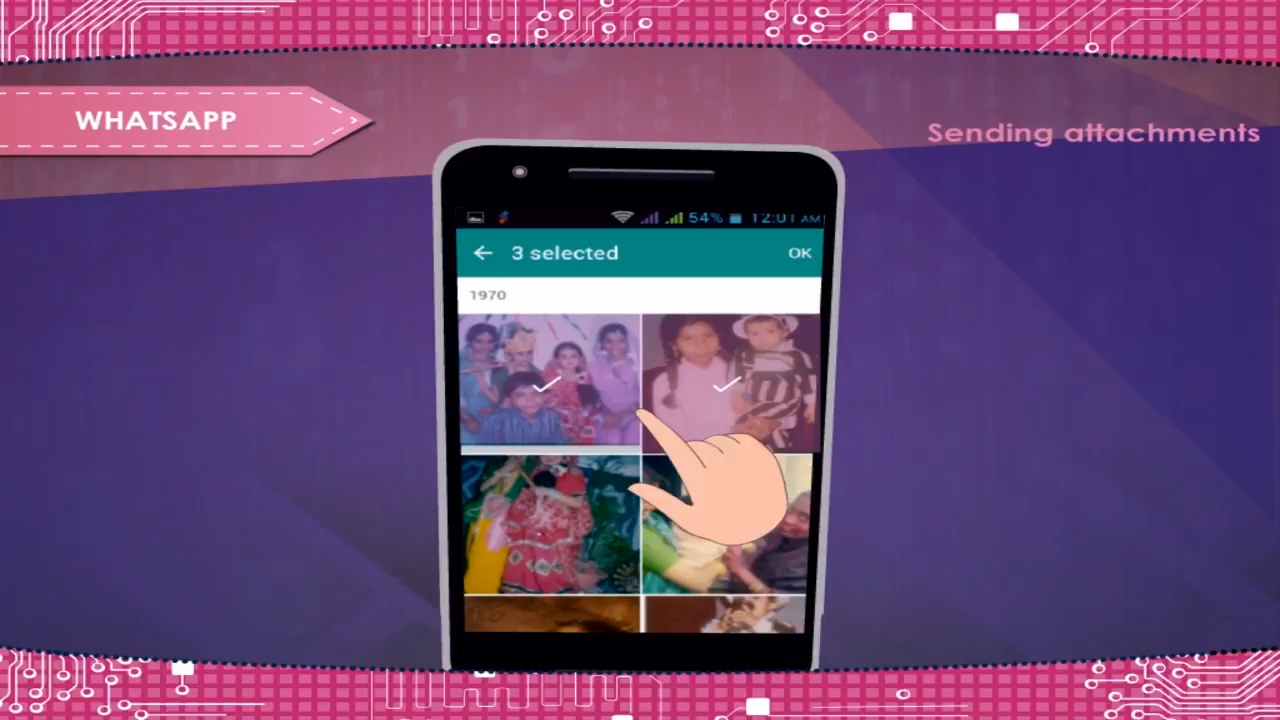 WHATSAPP
Sending attachments
54% 12:01 AM
3 selected OK
1970